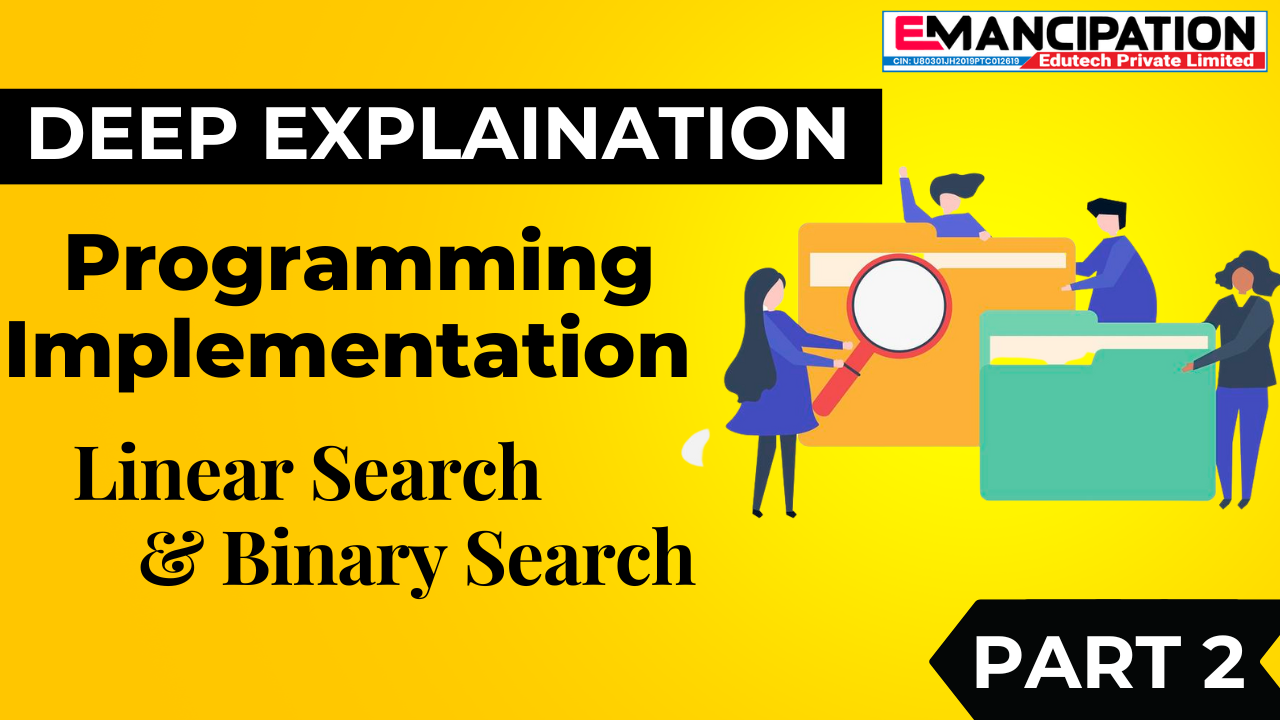 EMANCIPATION
CIN: U80301JH2019PTC012619 Edutech Private Limited
DEEP EXPLAINATION
Programming
Implementation
Linear Search
& Binary Search
PART 2